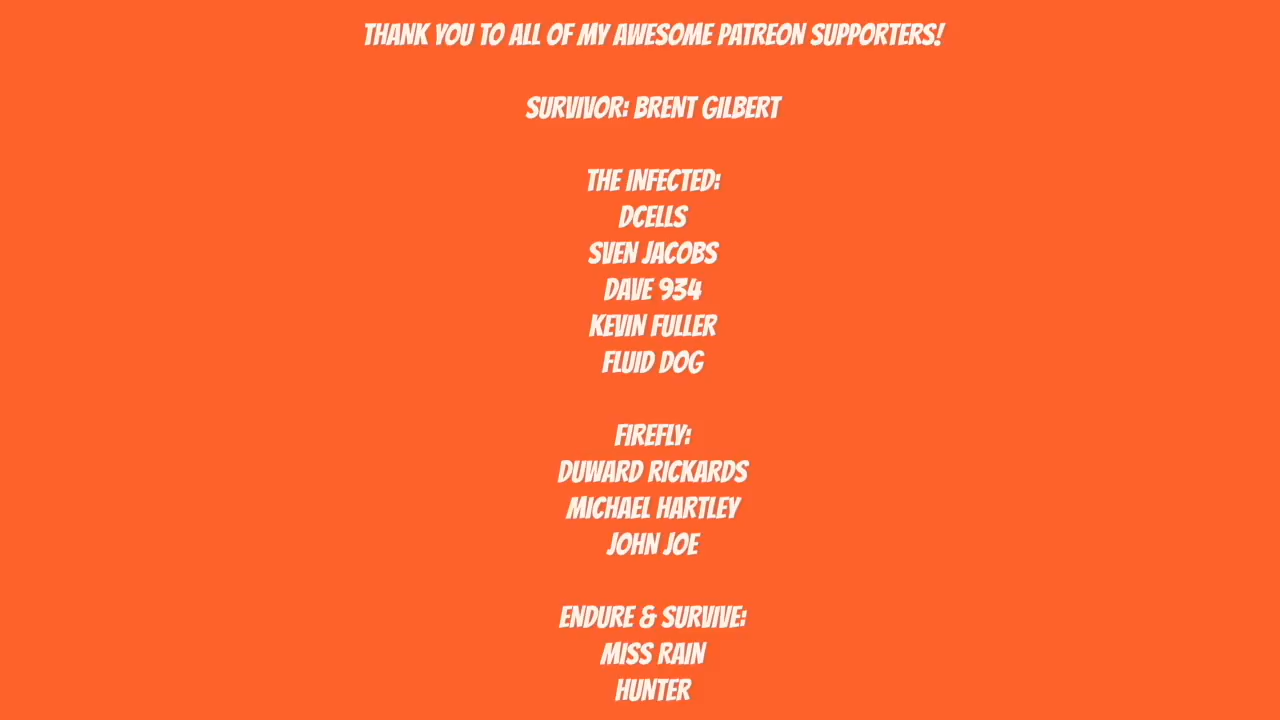 THANK YOU TO ALL OF MY AWESOME PATREON SUPPORTERS!
SURVIVOR: BRENT GILBERT
THE INFECTED:
DCELLS
SVEN JACOBS
DAVE 934
KEVIN FULLER
FLUID DOG
FIREFLY:
DUWARD RICKARDS
MICHAEL HARTLEY
JOHN JOE
ENDURE & SURVIVE:
MISS RAIN
HUNTER